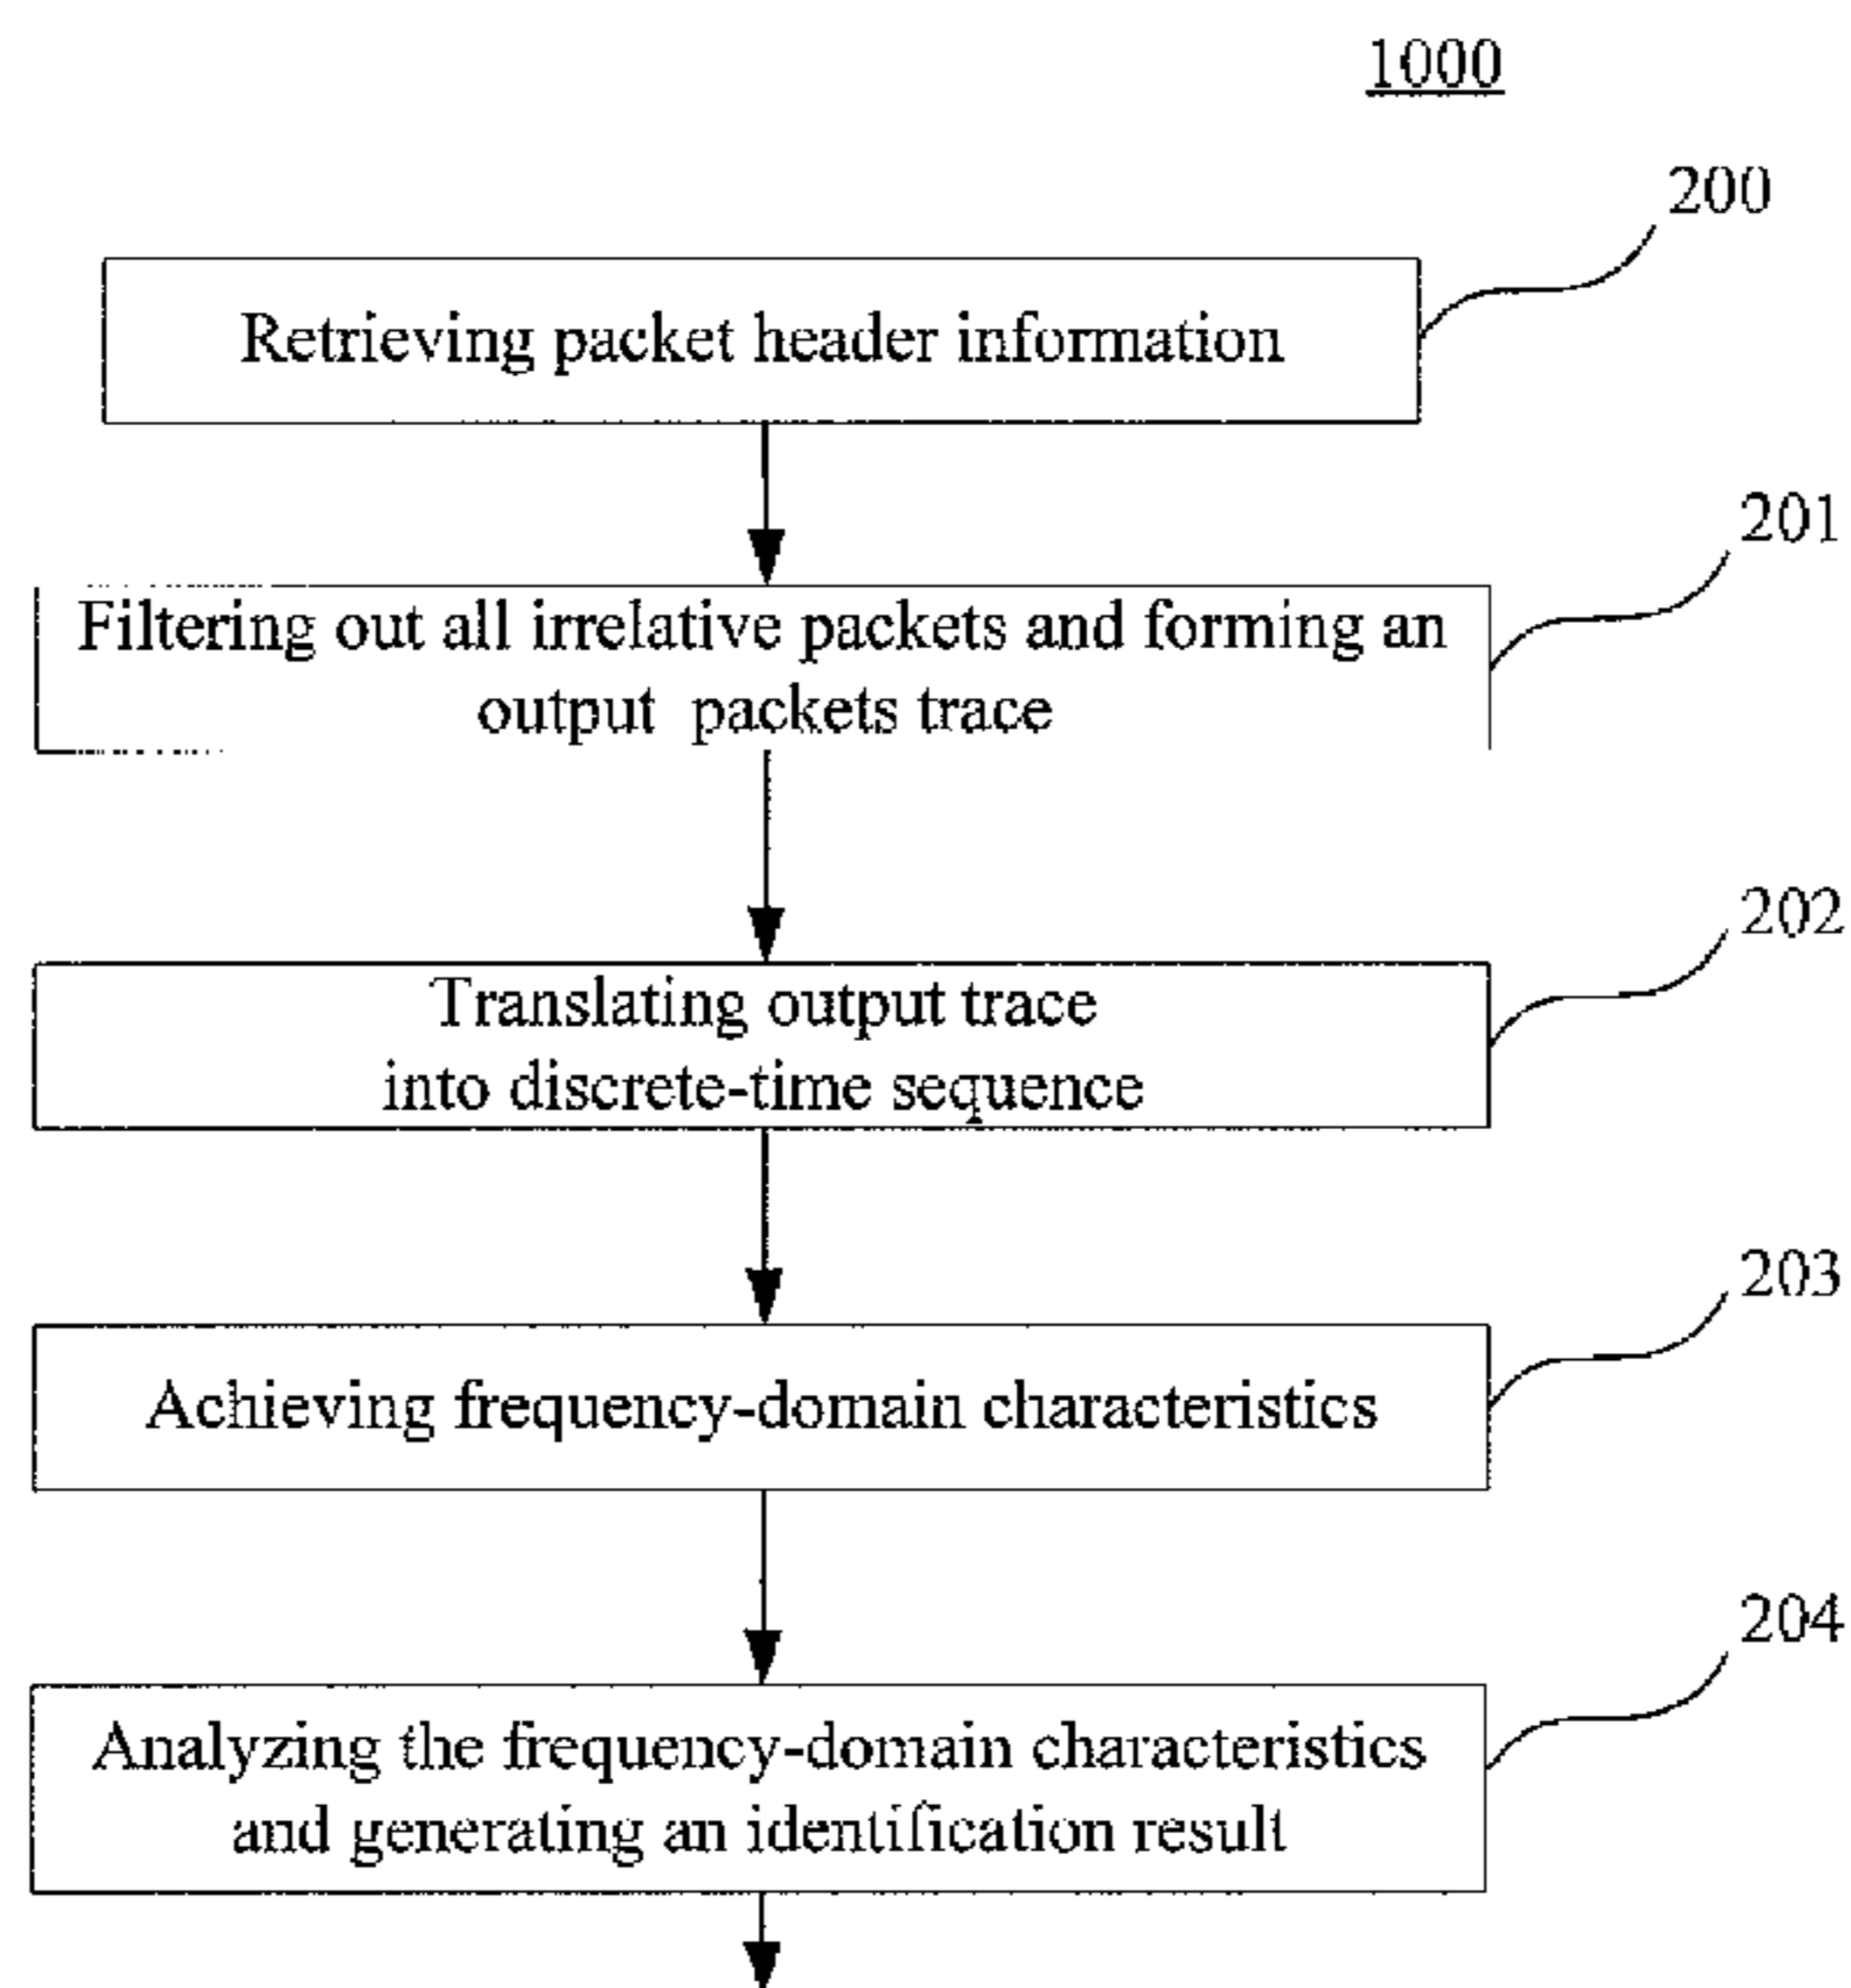 1000
200
Retrieving packet header information
201
Filtering out all irrelative packets and forming an
output packets trace
202
Translating output trace
into discrete-time sequence
203
Achieving frequency-domain characteristics
204
Analyzing the frequency-domain characteristics
and generating an identification result